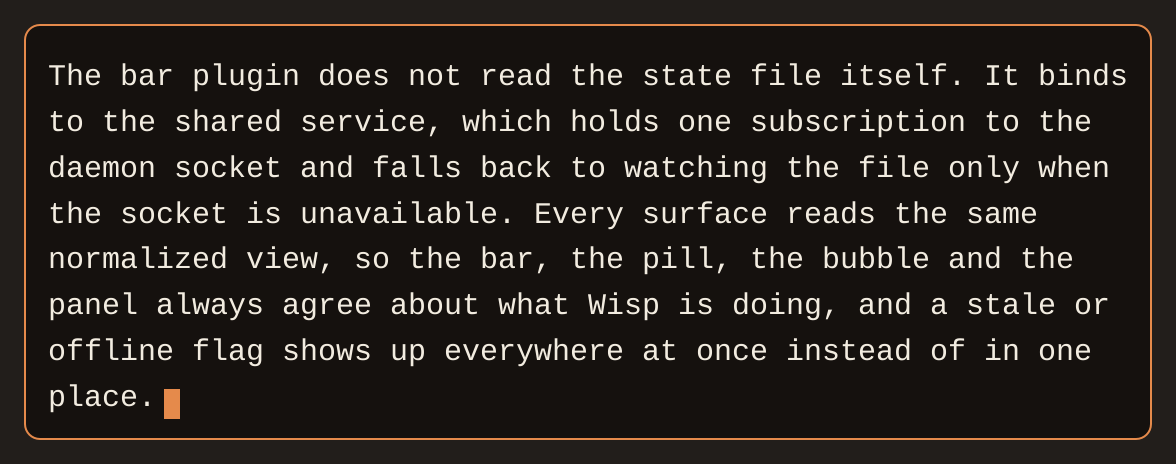 The bar plugin does not read the state file itself. It binds
to the shared service, which holds one subscription to the
daemon socket and falls back to watching the file only when
the socket is unavailable. Every surface reads the same
normalized view, so the bar, the pill, the bubble and the
panel always agree about what Wisp is doing, and a stale or
offline flag shows up everywhere at once instead of in one
place.